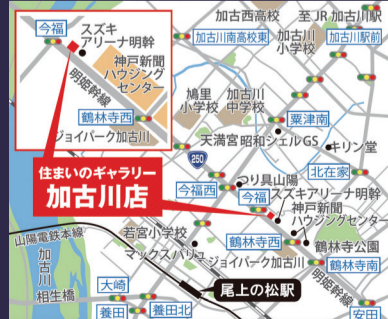 今福
スズキ
アリーナ明幹
神戸新聞
ハウジング
センター
明姫幹線
鶴林寺西
ジョイパーク加古川
住まいのギャラリー
加古川店
加古西高校
至JR加古川駅
加古川南高校東
加古川
小学校
加古川駅前
鳩里
小学校
加古川
中学校
粟津南
天満宮
昭和シェルGS
キリン堂
250
つり具山陽
北在家
今福西
今福
スズキアリーナ明幹
神戸新聞
ハウジングセンター
山陽電鉄本線
若宮小学校
鶴林寺西
鶴林寺公園
マックスバリュ
ジョイパーク加古川
鶴林寺南
加古川
明姫幹線
相生橋
大崎
尾上の松駅
養田
養田北
安田